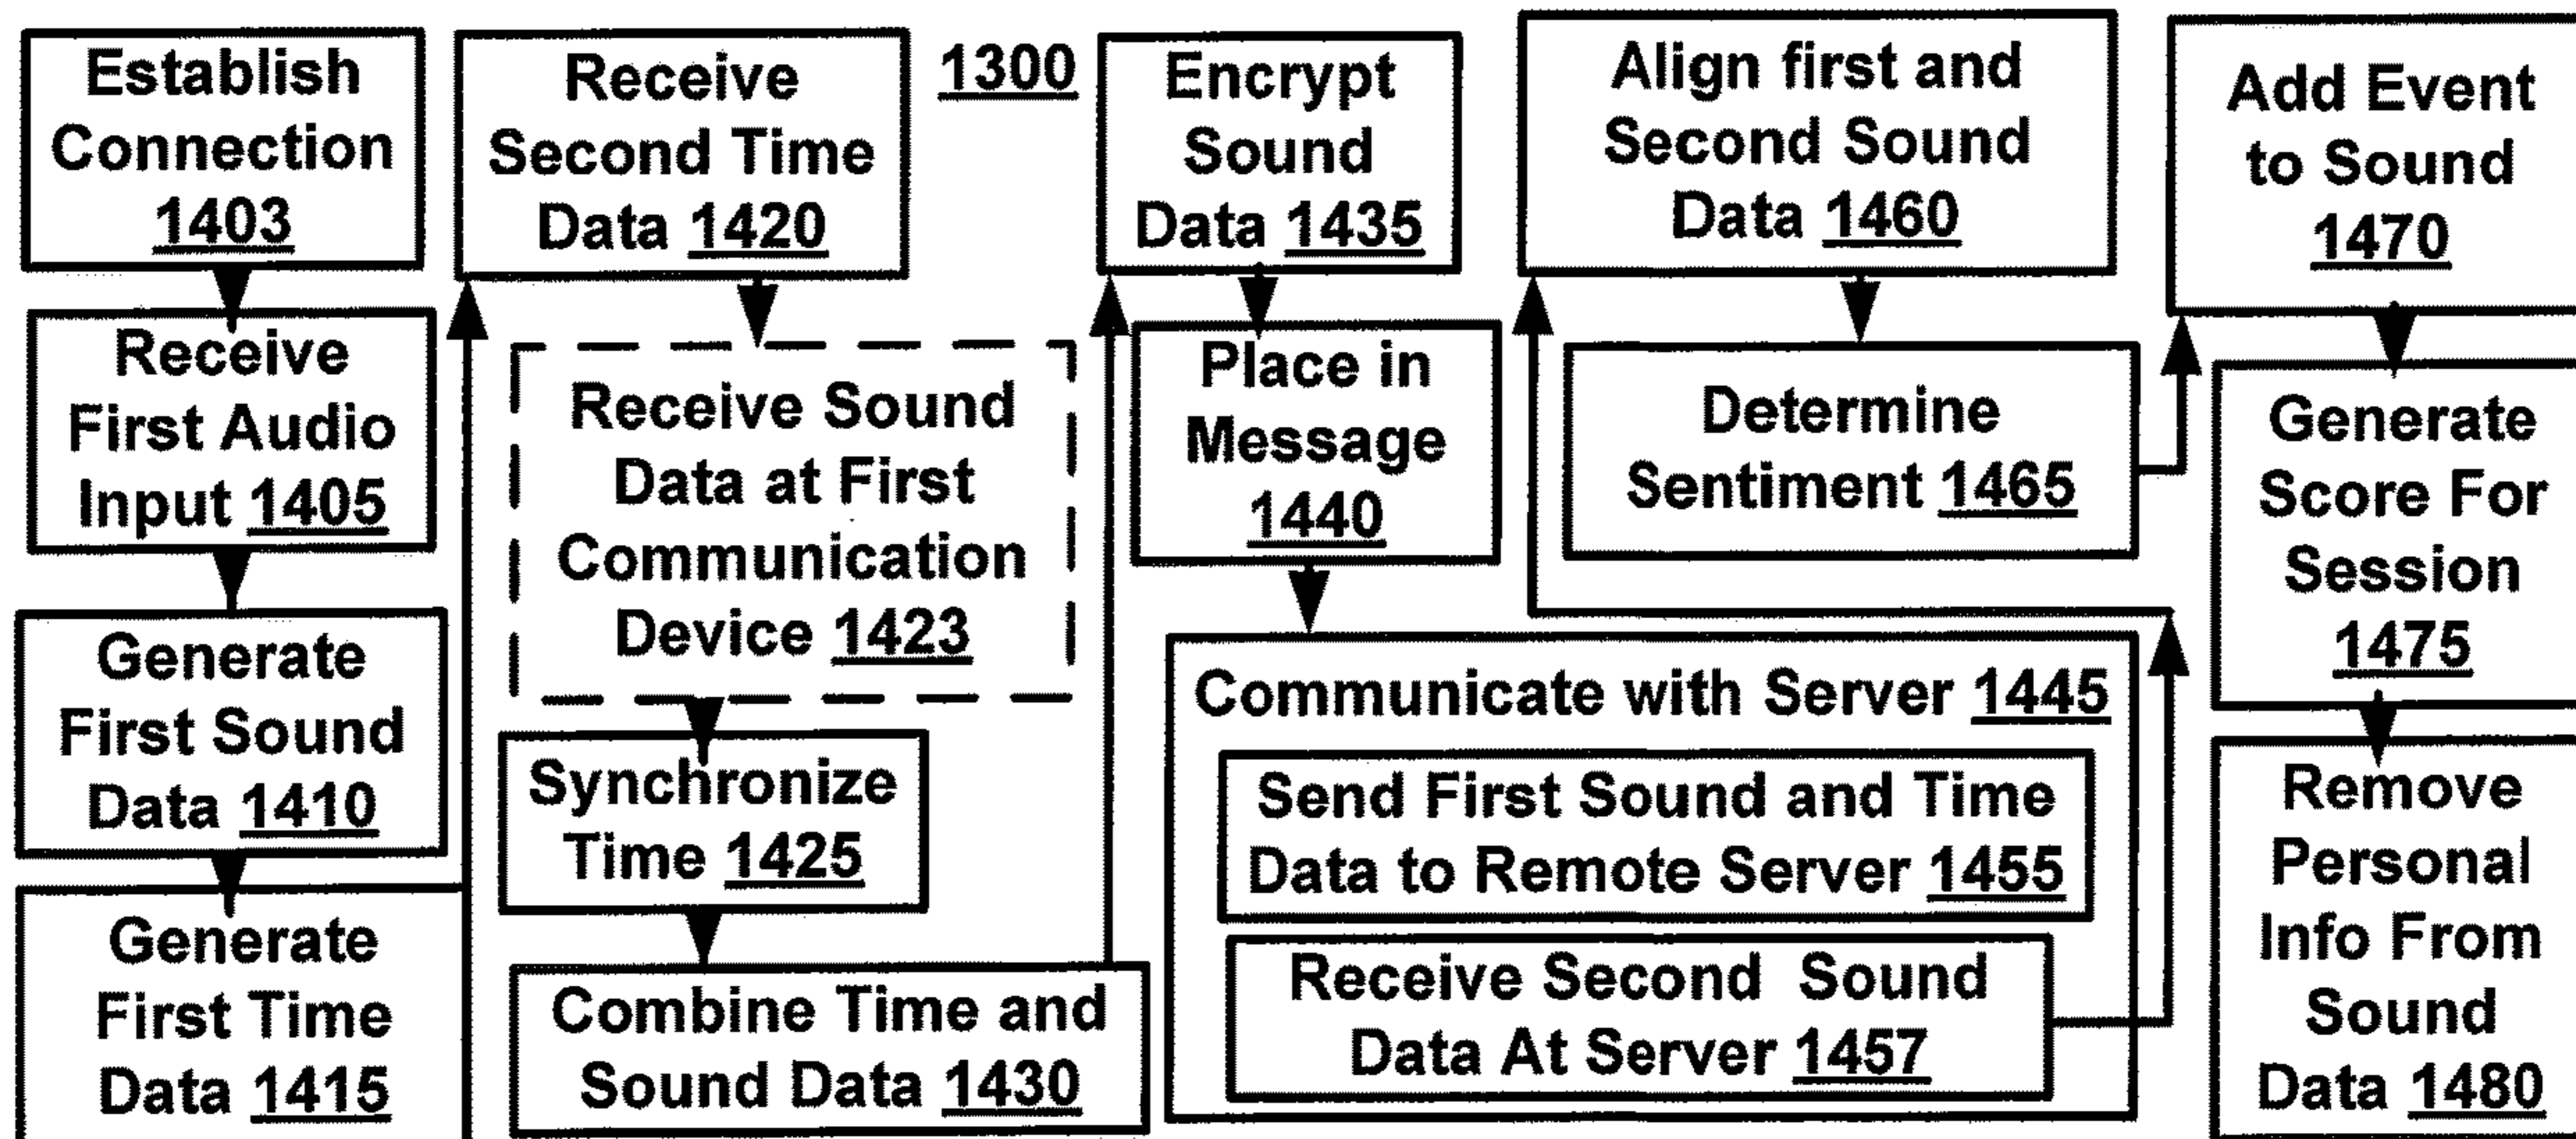 Establish
Connection
1403
Receive
First Audio
Input 1405
Generate
First Sound
Data 1410
Generate
First Time
Data 1415
Receive
Second Time
Data 1420
Receive Sound
Data at First
Communication
Device 1423
Synchronize
Time 1425
Combine Time and
Sound Data 1430
1300
Encrypt
Sound
Data 1435
Place in
Message
1440
Communicate with Server 1445
Send First Sound and Time
Data to Remote Server 1455
Receive Second Sound
Data At Server 1457
Align first and
Second Sound
Data 1460
Determine
Sentiment 1465
Add Event
to Sound
1470
Generate
Score For
Session
1475
Remove
Personal
Info From
Sound
Data 1480